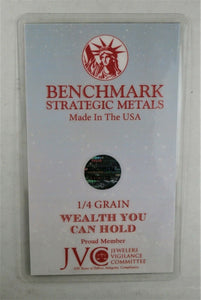 BENCHMARK
STRATEGIC METALS
Made In The USA
1/4 GRAIN
WEALTH YOU
CAN HOLD
Proud Member
JVC JEWELERS
VIGILANCE
COMMITTEE